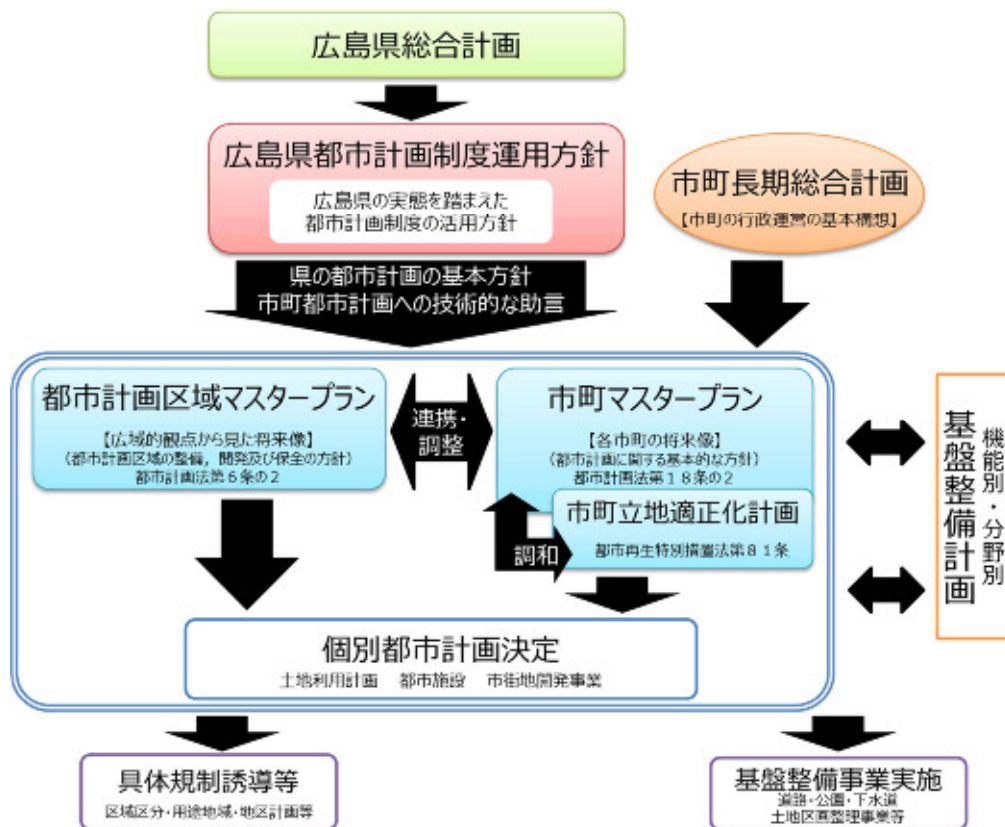 広島県総合計画
広島県都市計画制度運用方針
広島県の実態を踏まえた
都市計画制度の活用方針
市町長期総合計画
【市町の行政運営の基本構想】
県の都市計画の基本方針
市町都市計画への技術的な助言
都市計画区域マスタープラン
【広域的観点から見た将来像】
(都市計画区域の整備，開発及び保全の方針)
都市計画法第６条の２
連携・
調整
市町マスタープラン
【各市町の将来像】
(都市計画に関する基本的な方針)
都市計画法第１８条の２
市町立地適正化計画
都市再生特別措置法第８１条
調和
機能別・分野別
基盤整備計画
個別都市計画決定
土地利用計画　都市施設　市街地開発事業
具体規制誘導等
区域区分・用途地域・地区計画等
基盤整備事業実施
道路・公園・下水道
土地区画整理事業等